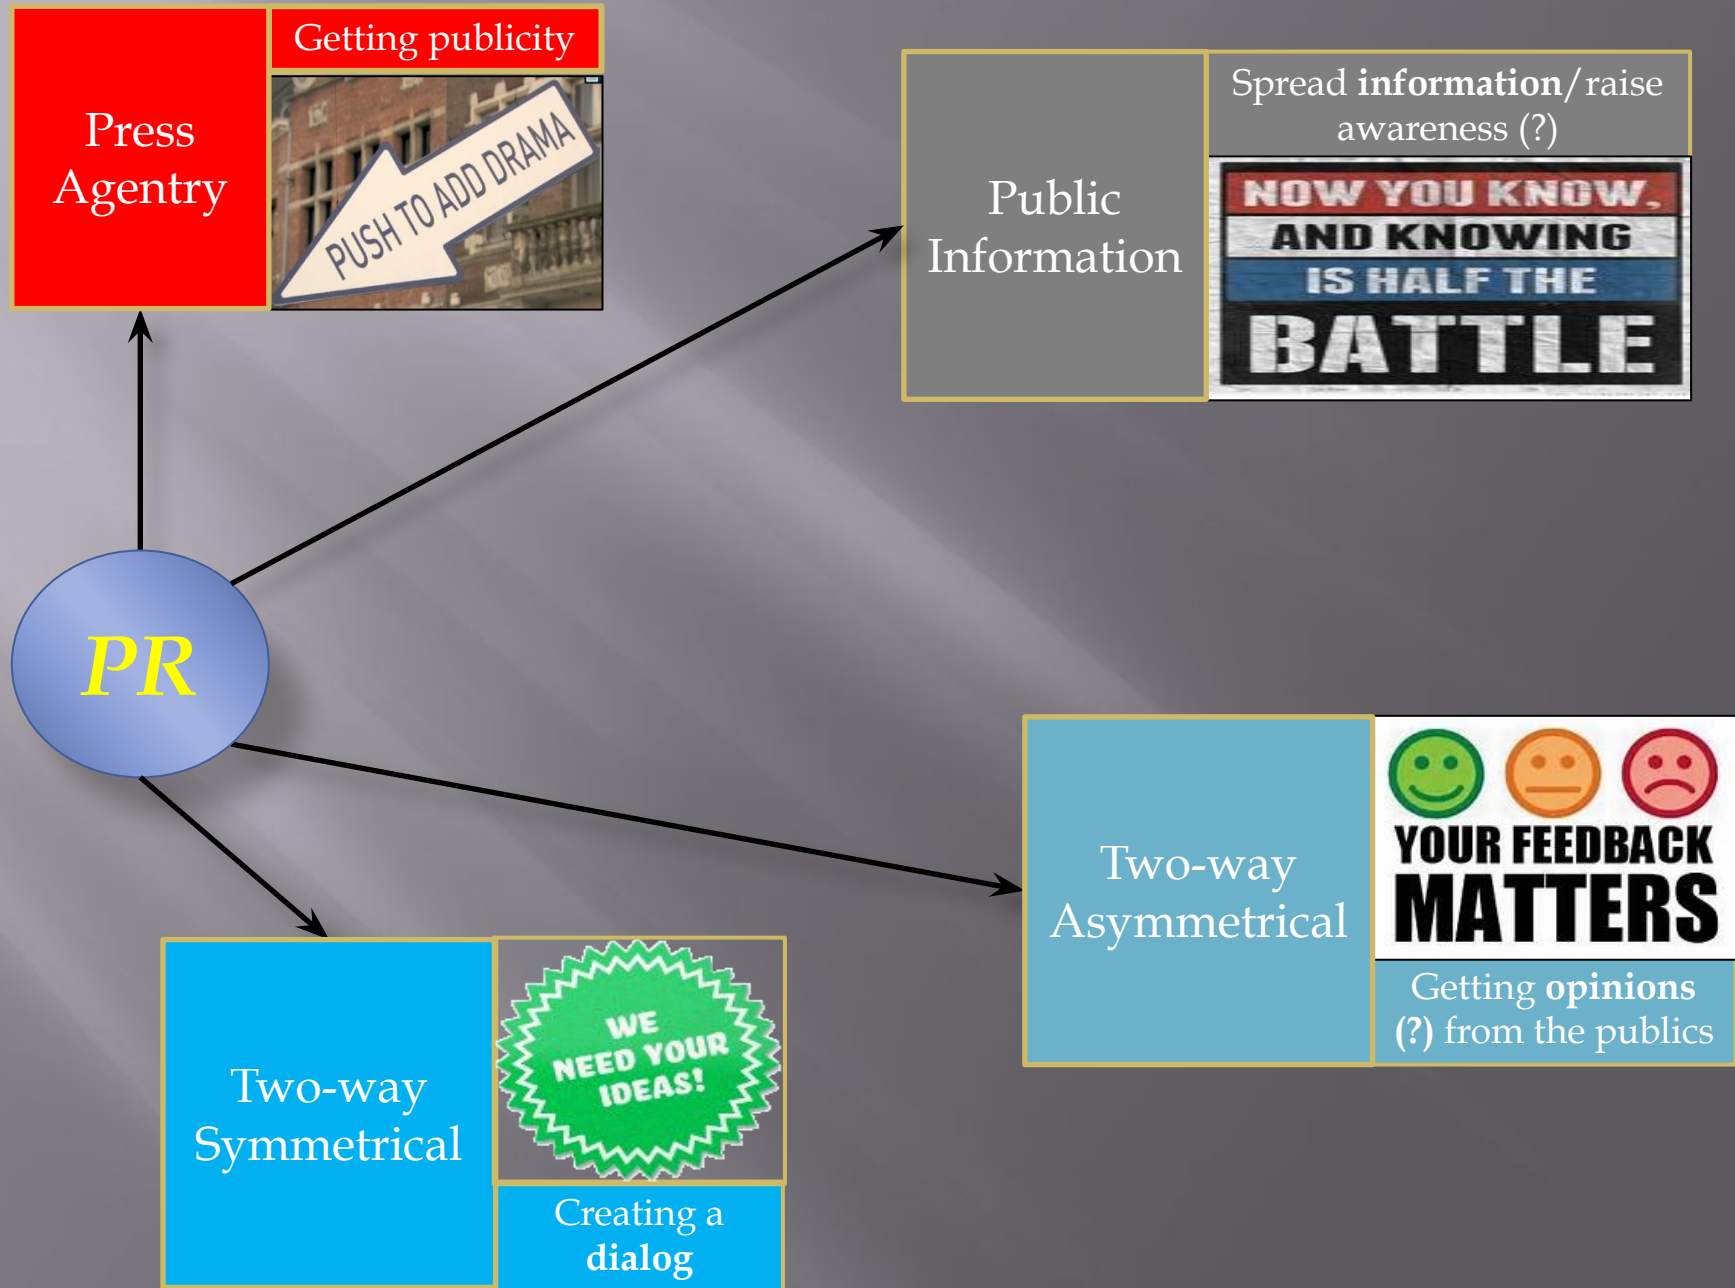 Press
Agentry
Getting publicity
PUSH TO ADD DRAMA
Public
Information
Spread information/raise
awareness (?)
NOW YOU KNOW,
AND KNOWING
IS HALF THE
BATTLE
PR
Two-way
Asymmetrical
YOUR FEEDBACK
MATTERS
Getting opinions
(?) from the publics
Two-way
Symmetrical
WE
NEED YOUR
IDEAS!
Creating a
dialog